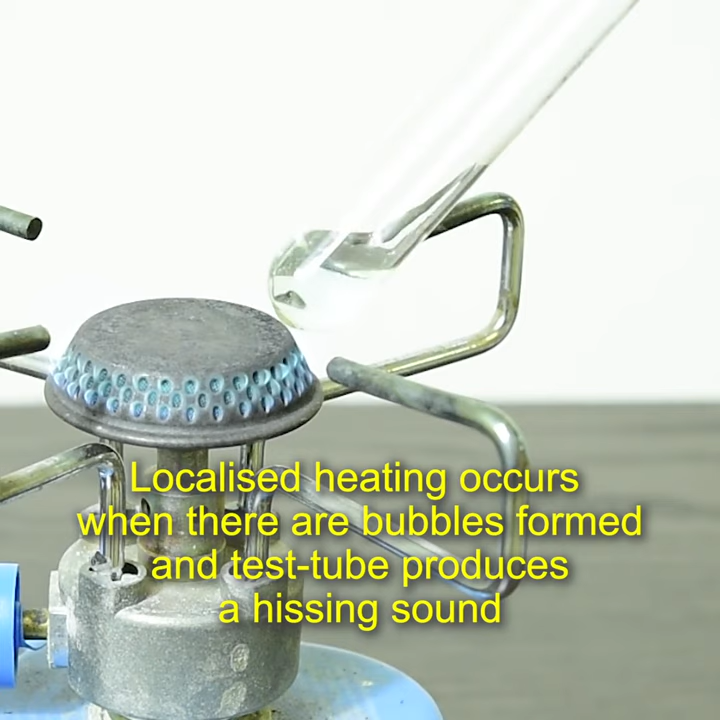 Localised heating occurs
when there are bubbles formed
and test-tube produces
a hissing sound